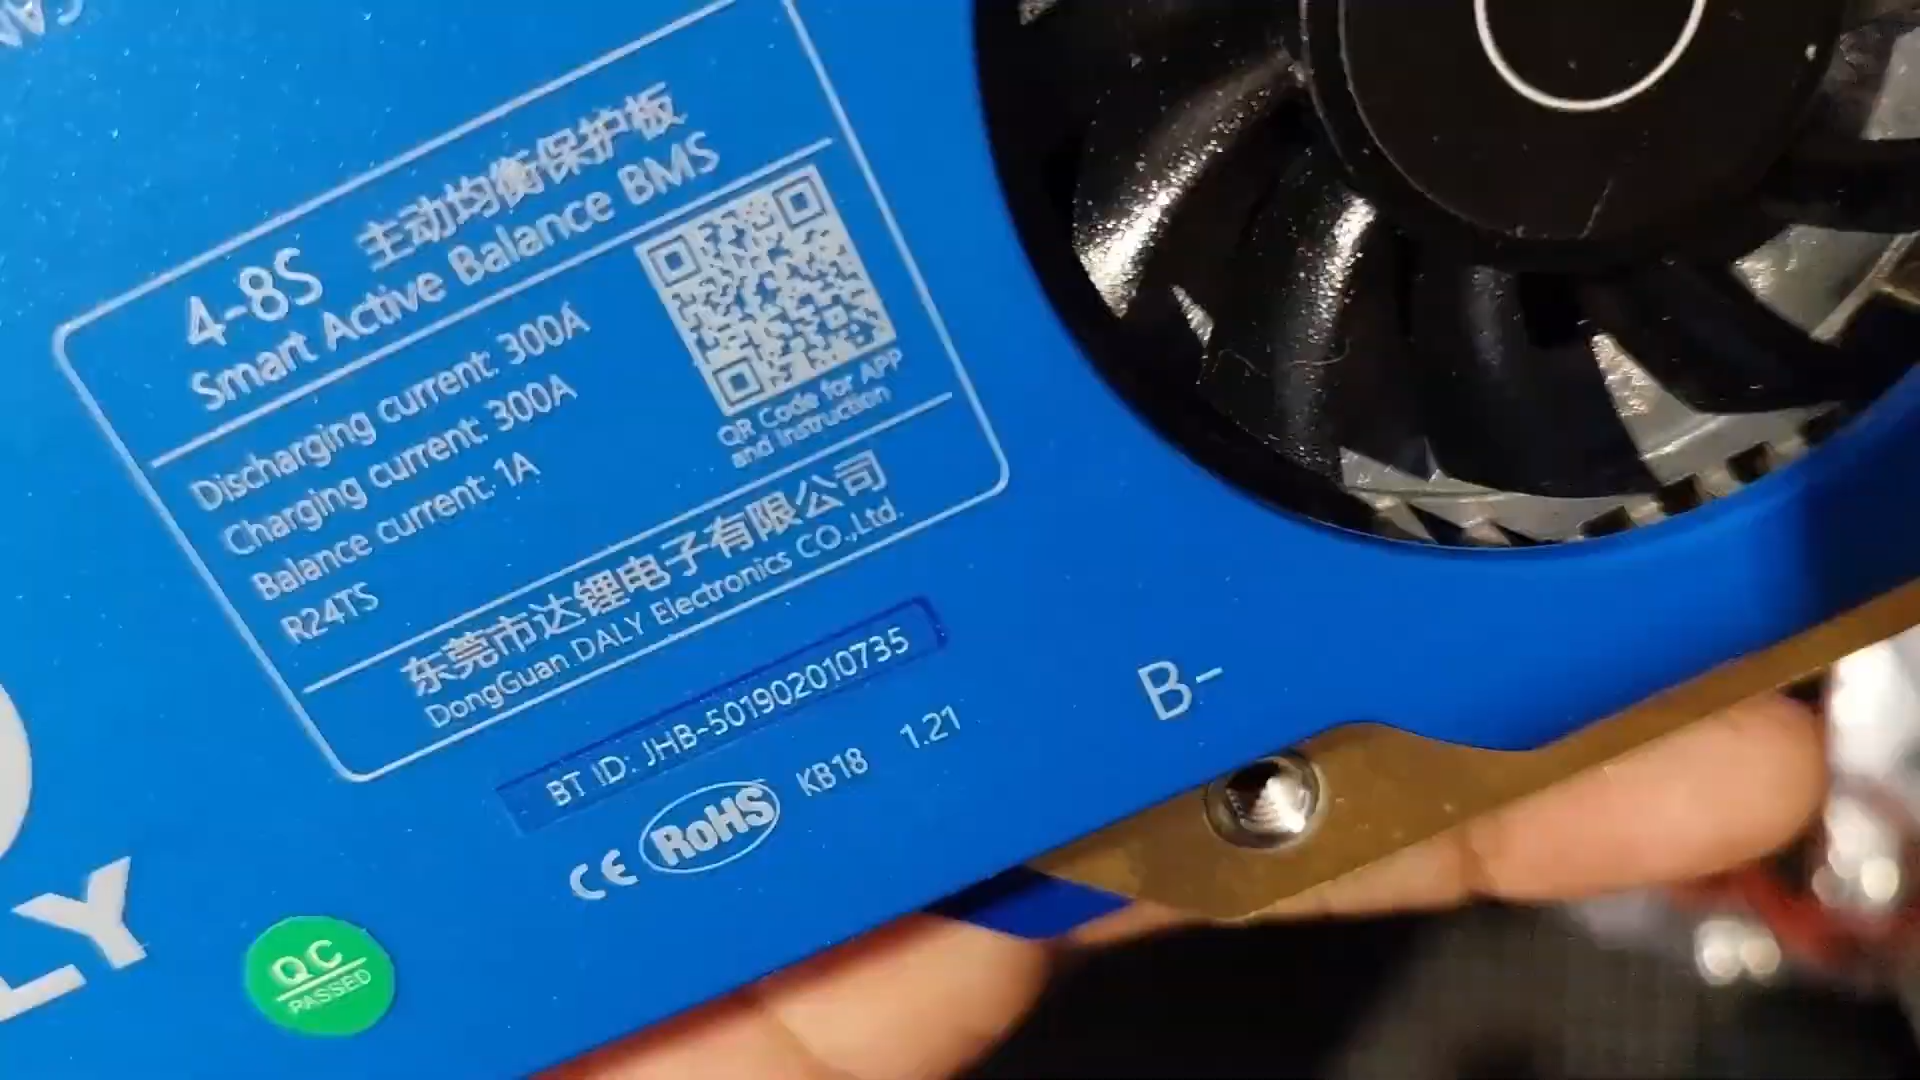 4-8S 主动均衡保护板
Smart Active Balance BMS
Discharging current: 300A
Charging current: 300A
Balance current: 1A
R24TS
QR Code for APP
and instruction
东莞市达锂电子有限公司
DongGuan DALY Electronics CO.,Ltd.
BT ID: JHB-501902010735
CE RoHS KB18 1.21
B-
LY
QC
PASSED